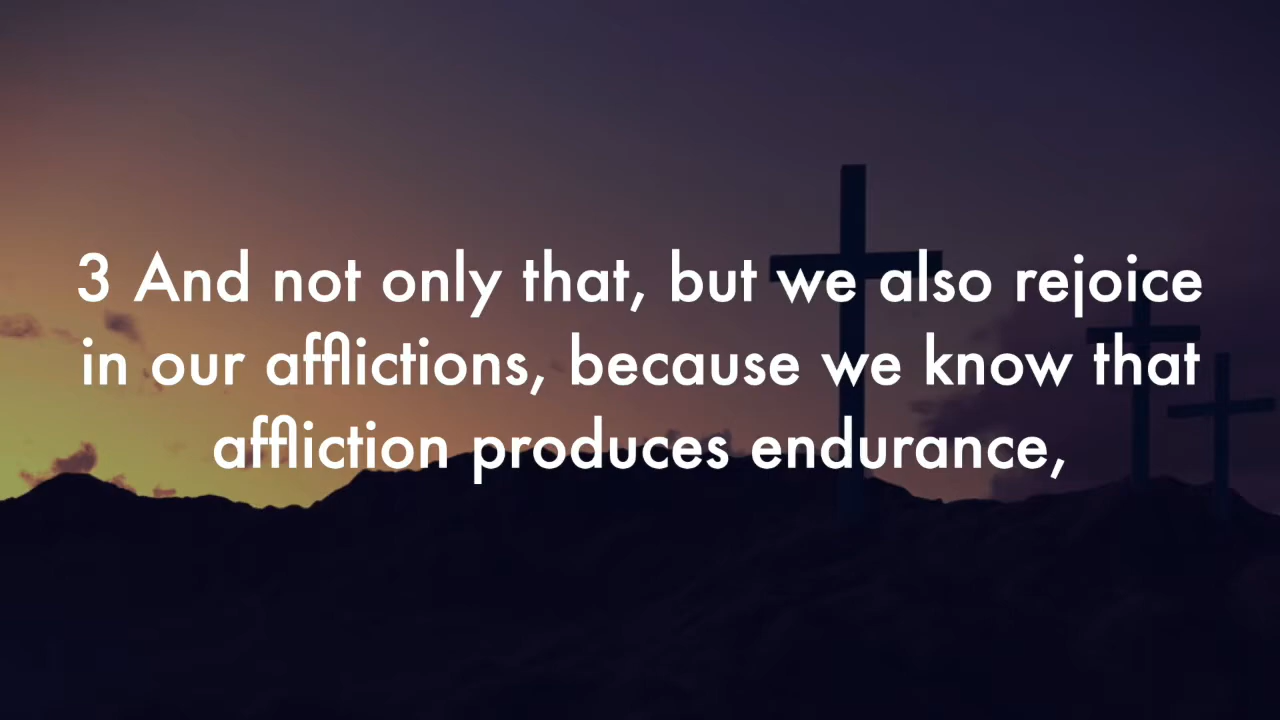 3 And not only that, but we also rejoice
in our afflictions, because we know that
affliction produces endurance,